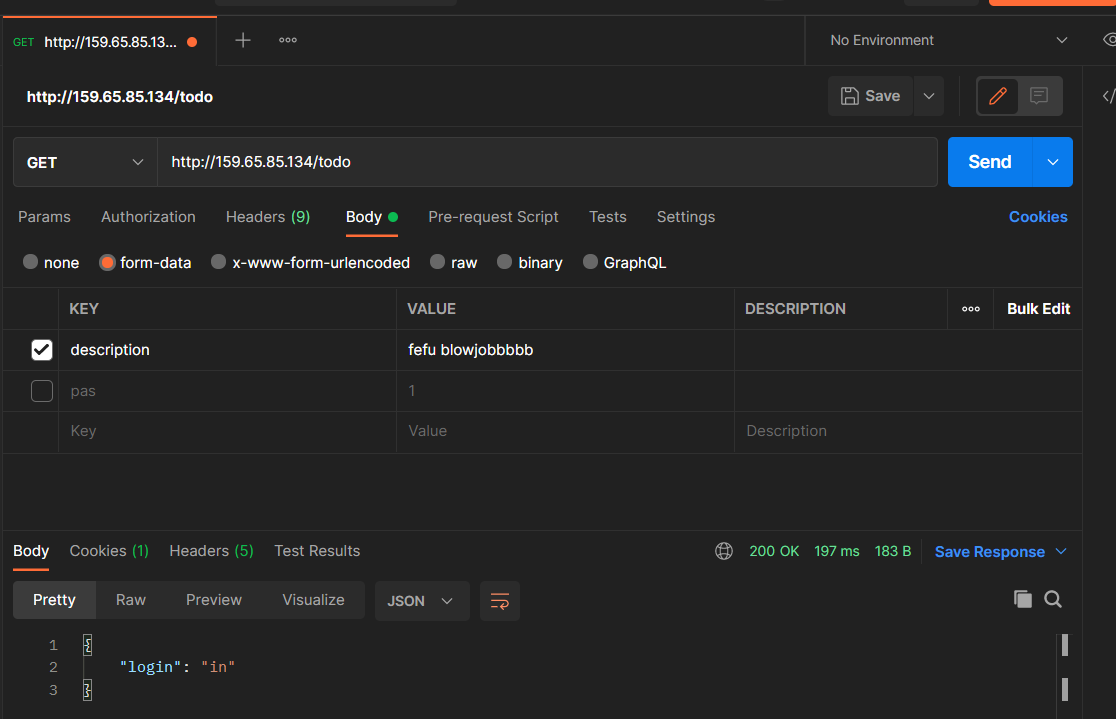 GET http://159.65.85.13...
No Environment
http://159.65.85.134/todo
Save
GET http://159.65.85.134/todo Send
Params Authorization Headers (9) Body Pre-request Script Tests Settings Cookies
none form-data x-www-form-urlencoded raw binary GraphQL
KEY VALUE DESCRIPTION Bulk Edit
description fefu blowjobbbbb
pas 1
Key Value Description
Body Cookies (1) Headers (5) Test Results 200 OK 197 ms 183 B Save Response
Pretty Raw Preview Visualize JSON
1 {
2 "login": "in"
3 }